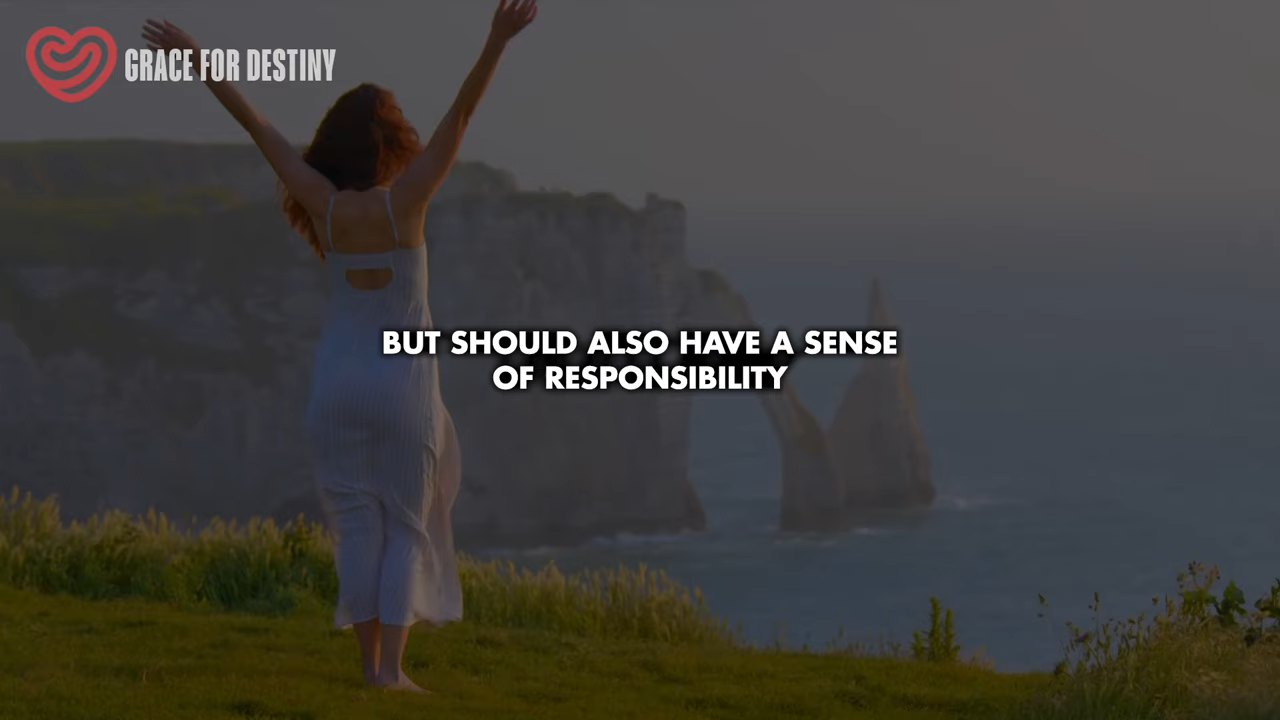 GRACE FOR DESTINY
BUT SHOULD ALSO HAVE A SENSE
OF RESPONSIBILITY